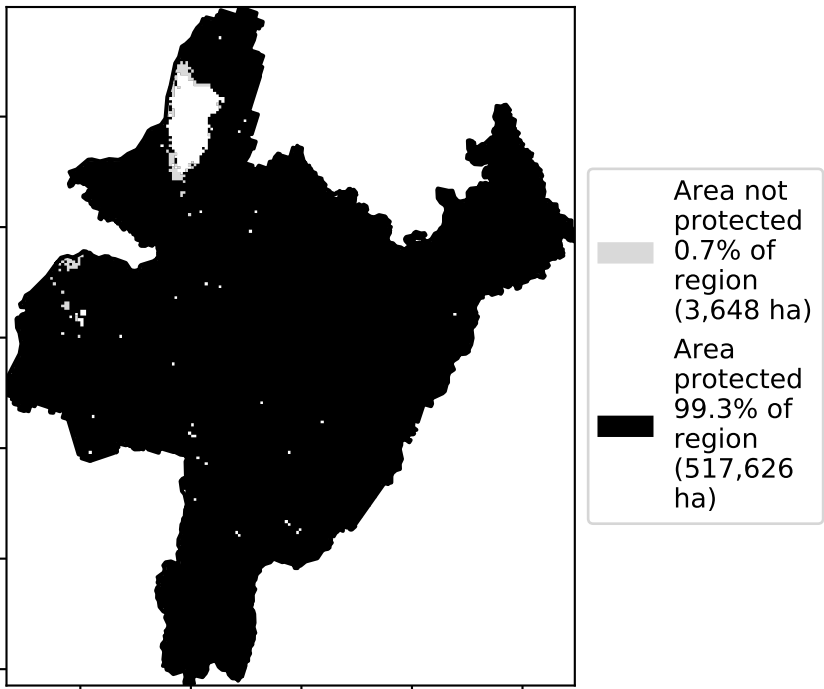 Area not
protected
0.7% of
region
(3,648 ha)
Area
protected
99.3% of
region
(517,626
ha)